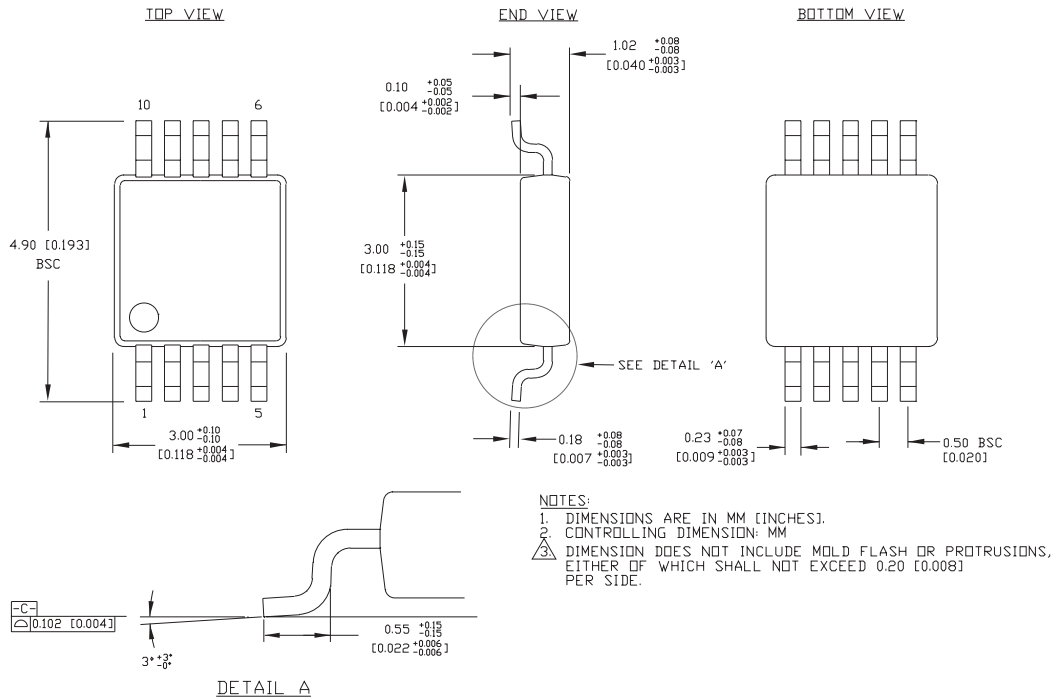 TOP VIEW
END VIEW
BOTTOM VIEW
1.02 +0.08 -0.08
[0.040 +0.003 -0.003]
0.10 +0.05 -0.05
[0.004 +0.002 -0.002]
10
6
4.90 [0.193]
BSC
3.00 +0.15 -0.15
[0.118 +0.004 -0.004]
SEE DETAIL 'A'
1
5
3.00 +0.10 -0.10
[0.118 +0.004 -0.004]
0.18 +0.08 -0.08
[0.007 +0.003 -0.003]
0.23 +0.07 -0.08
[0.009 +0.003 -0.003]
0.50 BSC
[0.020]
NOTES:
1. DIMENSIONS ARE IN MM [INCHES].
2. CONTROLLING DIMENSION: MM
3. DIMENSION DOES NOT INCLUDE MOLD FLASH OR PROTRUSIONS,
EITHER OF WHICH SHALL NOT EXCEED 0.20 [0.008]
PER SIDE.
-C-
0.102 [0.004]
3° +3° -0°
0.55 +0.15 -0.15
[0.022 +0.006 -0.006]
DETAIL A